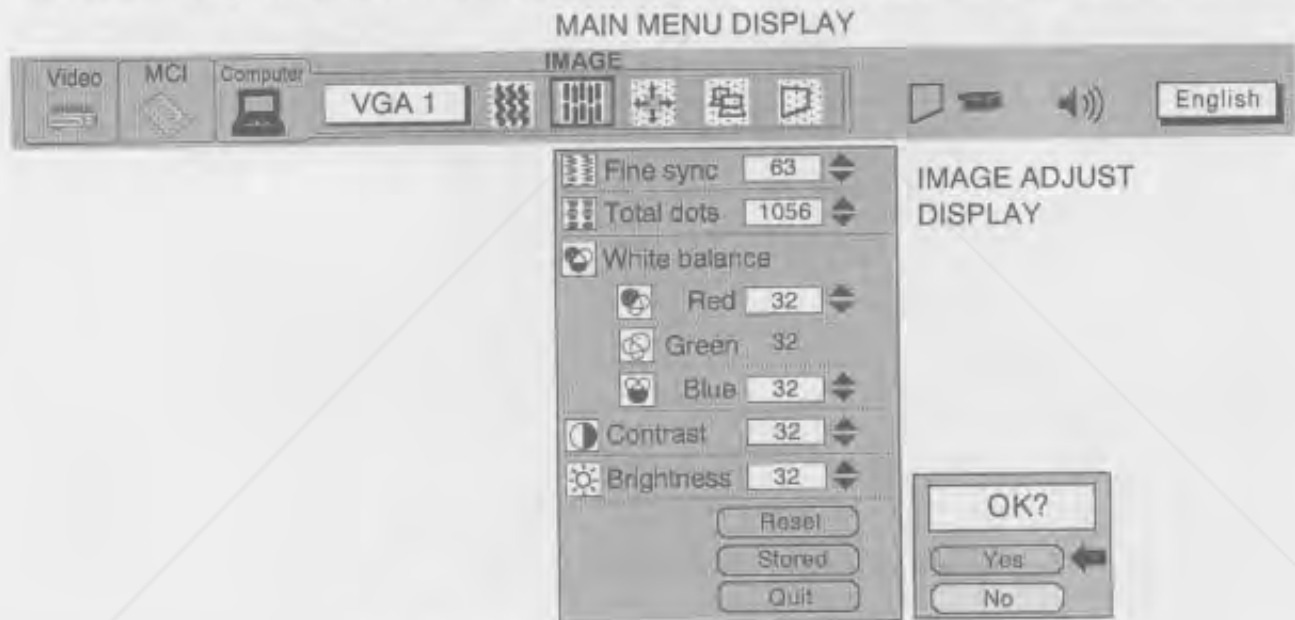 MAIN MENU DISPLAY
IMAGE
Video MCI Computer VGA 1 English
IMAGE ADJUST
DISPLAY
Fine sync 63
Total dots 1056
White balance
Red 32
Green 32
Blue 32
Contrast 32
Brightness 32
Reset
Stored
Quit
OK?
Yes
No